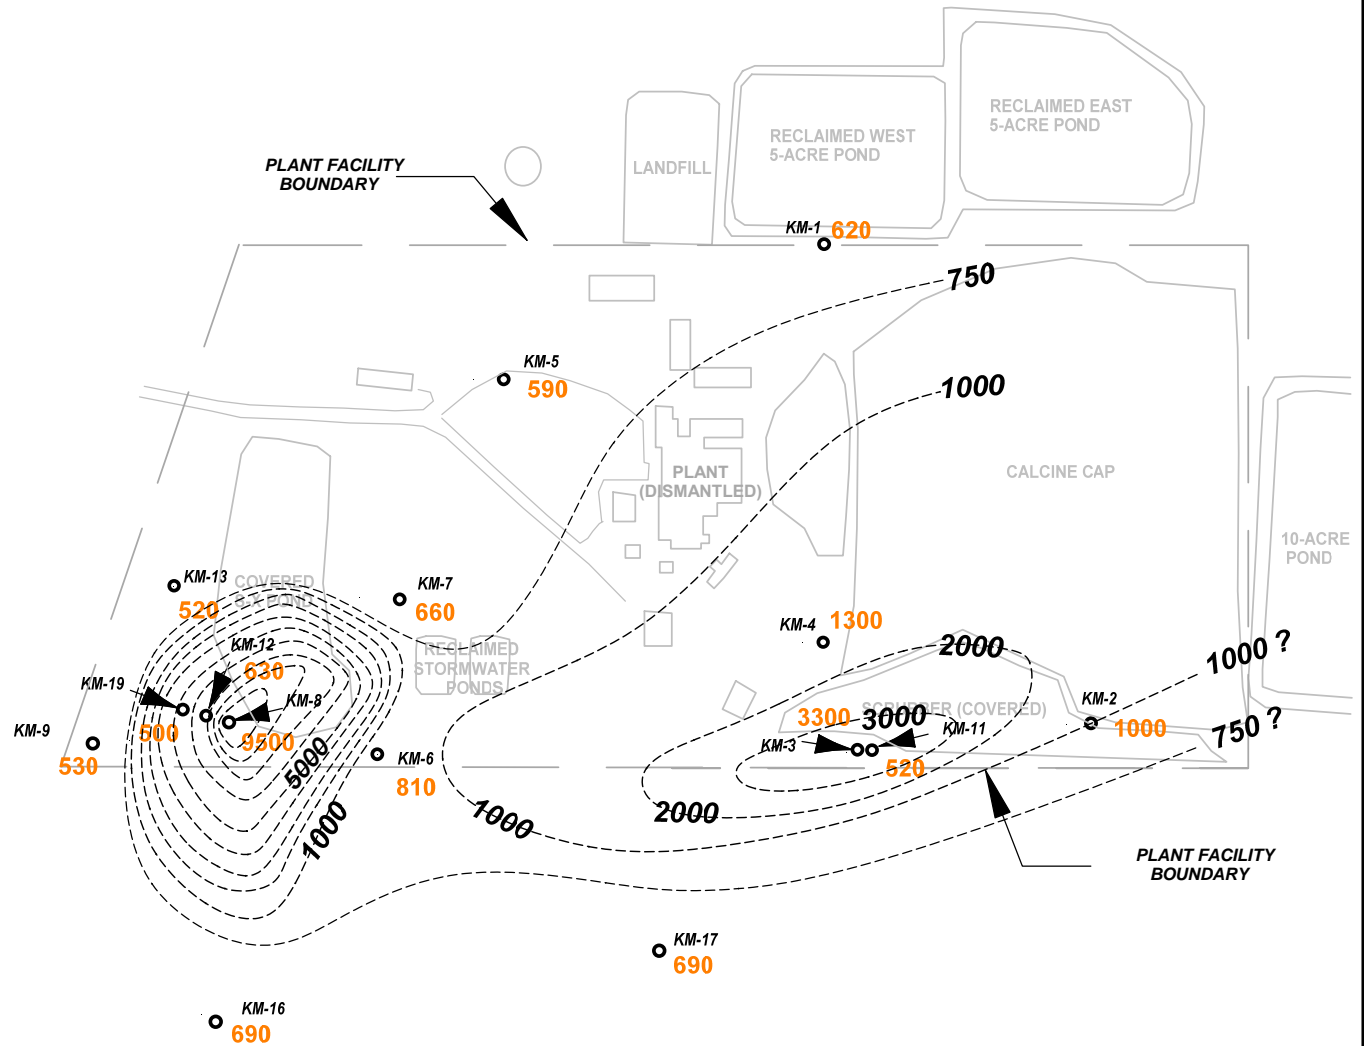 RECLAIMED EAST
5-ACRE POND
RECLAIMED WEST
5-ACRE POND
LANDFILL
PLANT FACILITY
BOUNDARY
KM-1
620
750
KM-5
590
1000
PLANT
(DISMANTLED)
CALCINE CAP
10-ACRE
POND
KM-13
520
COVERED
S-X POND
KM-7
660
KM-4
1300
KM-12
630
RECLAIMED
STORMWATER
PONDS
2000
1000 ?
KM-19
500
KM-8
9500
KM-9
530
3300
SCRUBBER (COVERED)
3000
KM-11
KM-3
520
KM-2
1000
750 ?
5000
KM-6
810
1000
1000
2000
PLANT FACILITY
BOUNDARY
KM-17
690
KM-16
690